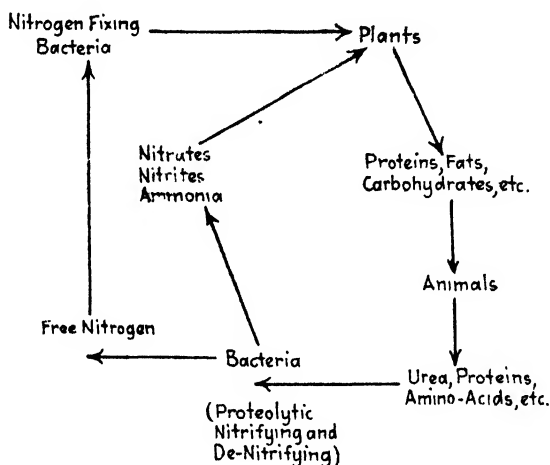 Nitrogen Fixing
Bacteria
Plants
Nitrutes
Nitrites
Ammonia
Proteins, Fats,
Carbohydrates, etc.
Animals
Free Nitrogen
Bacteria
Urea, Proteins,
Amino-Acids, etc.
(Proteolytic
Nitrifying and
De-Nitrifying)